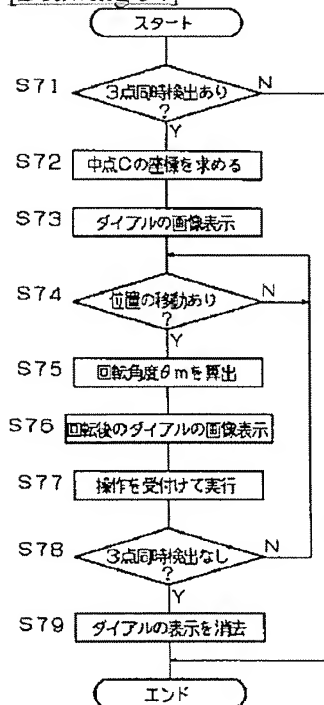 スタート
S71
3点同時検出あり
?
N
Y
S72
中点Cの座標を求める
S73
ダイアルの画像表示
S74
位置の移動あり
?
N
Y
S75
回転角度θmを算出
S76
回転後のダイアルの画像表示
S77
操作を受付けて実行
S78
3点同時検出なし
?
N
Y
S79
ダイアルの表示を消去
エンド